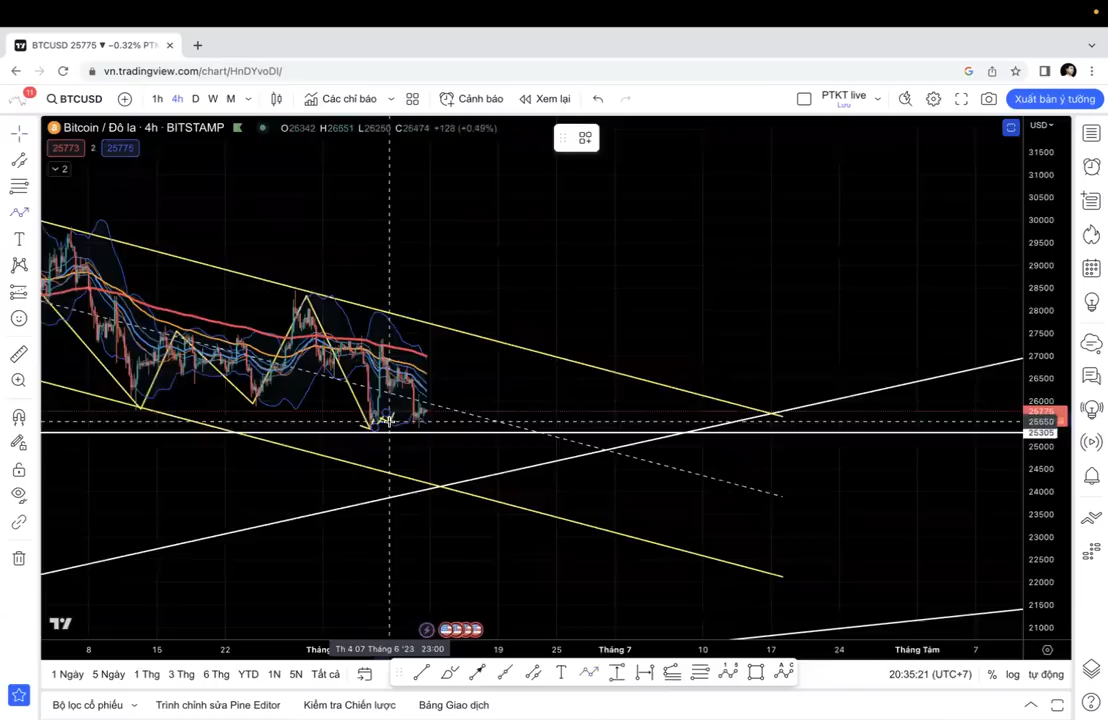 BTCUSD 25775 ▼ −0.32% PTK
vn.tradingview.com/chart/HnDYvoDI/
11
BTCUSD
1h 4h D W M
Các chỉ báo
Cảnh báo
Xem lại
PTKT live
Lưu
Xuất bản ý tưởng
Bitcoin / Đô la · 4h · BITSTAMP
O26342 H26551 L26250 C26474 +128 (+0.49%)
25773 2 25775
2
USD
31500
31000
30500
30000
29500
29000
28500
28000
27500
27000
26500
26000
25775
25650
25305
25000
24500
24000
23500
23000
22500
22000
21500
21000
8 15 22 Tháng Th 4 07 Tháng 6 '23 23:00 19 25 Tháng 7 10 17 24 Tháng Tám 7
1 Ngày 5 Ngày 1 Thg 3 Thg 6 Thg YTD 1N 5N Tất cả
20:35:21 (UTC+7) % log tự động
Bộ lọc cổ phiếu Trình chỉnh sửa Pine Editor Kiểm tra Chiến lược Bảng Giao dịch